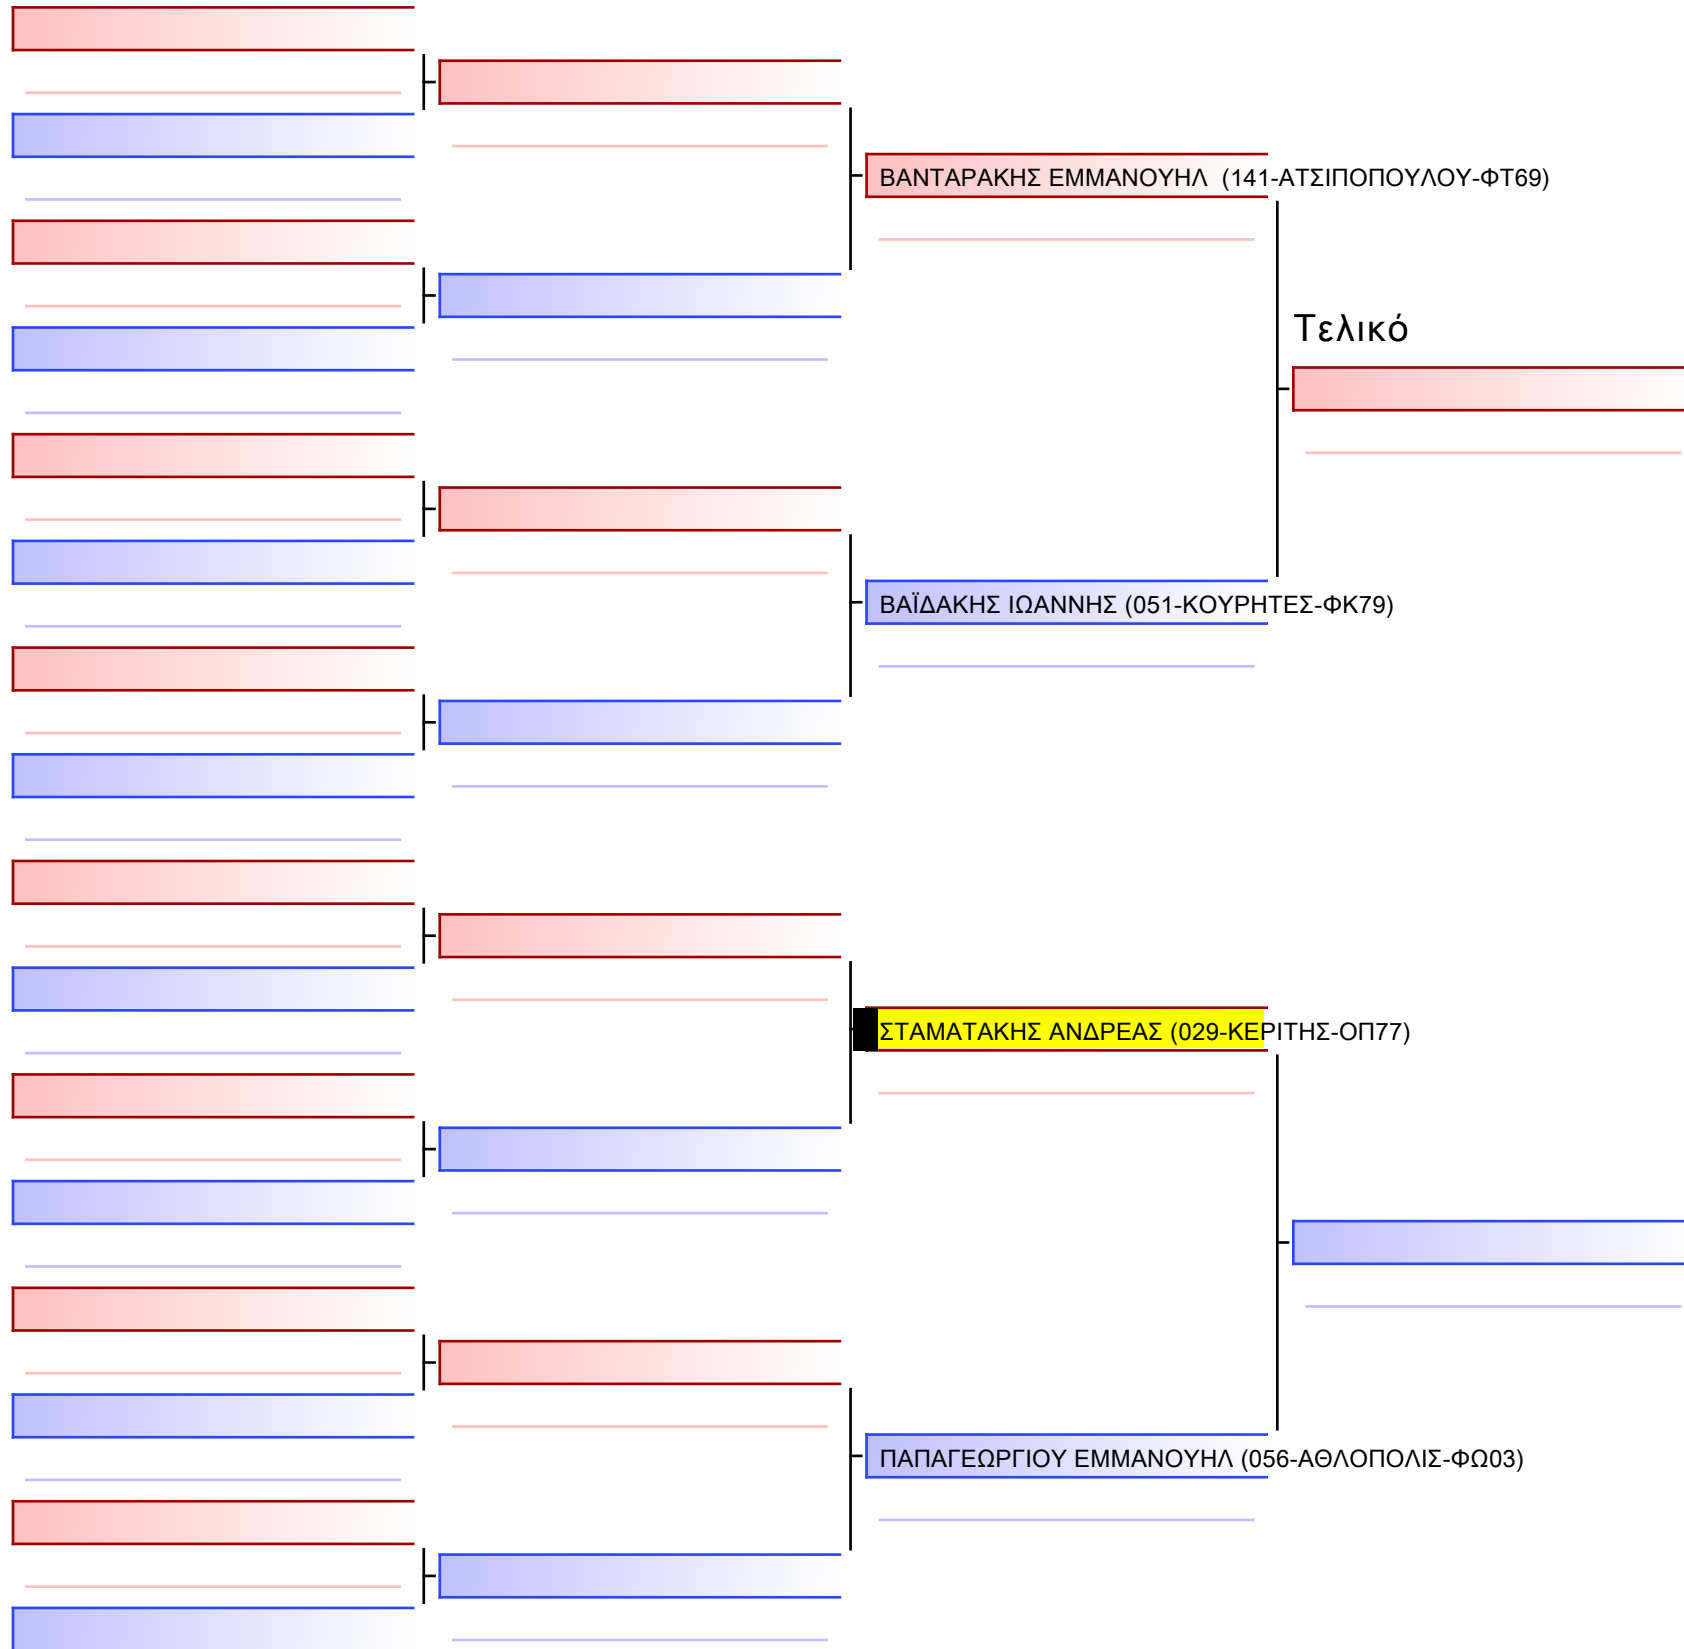 ΒΑΝΤΑΡΑΚΗΣ ΕΜΜΑΝΟΥΗΛ (141-ΑΤΣΙΠΟΠΟΥΛΟΥ-ΦΤ69)
Τελικό
ΒΑΪΔΑΚΗΣ ΙΩΑΝΝΗΣ (051-ΚΟΥΡΗΤΕΣ-ΦΚ79)
ΣΤΑΜΑΤΑΚΗΣ ΑΝΔΡΕΑΣ (029-ΚΕΡΙΤΗΣ-ΟΠ77)
ΠΑΠΑΓΕΩΡΓΙΟΥ ΕΜΜΑΝΟΥΗΛ (056-ΑΘΛΟΠΟΛΙΣ-ΦΩ03)